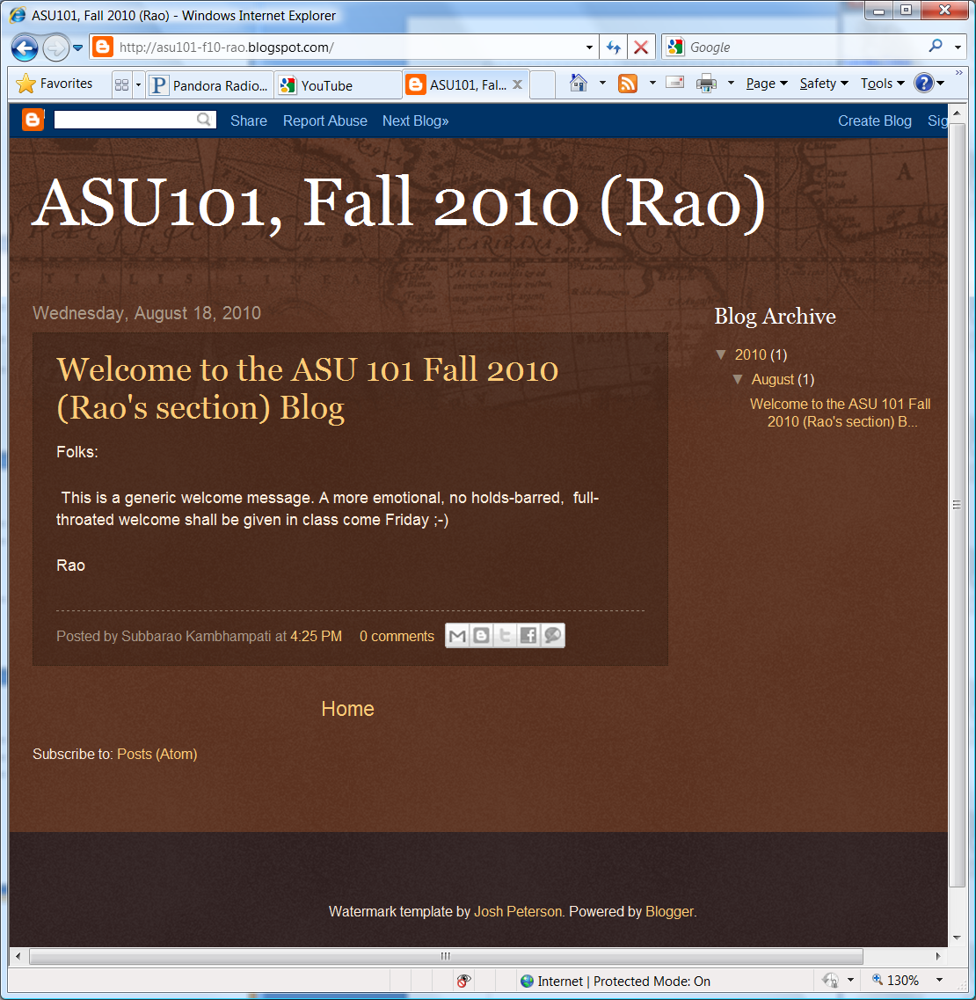 ASU101, Fall 2010 (Rao) - Windows Internet Explorer
http://asu101-f10-rao.blogspot.com/
Google
Favorites
Pandora Radio...
YouTube
ASU101, Fal...
Page
Safety
Tools
Share
Report Abuse
Next Blog»
Create Blog
Sig
ASU101, Fall 2010 (Rao)
Wednesday, August 18, 2010
Welcome to the ASU 101 Fall 2010
(Rao's section) Blog
Folks:
This is a generic welcome message. A more emotional, no holds-barred,  full-
throated welcome shall be given in class come Friday ;-)
Rao
Posted by Subbarao Kambhampati at 4:25 PM
0 comments
Blog Archive
▼ 2010 (1)
▼ August (1)
Welcome to the ASU 101 Fall
2010 (Rao's section) B...
Home
Subscribe to: Posts (Atom)
Watermark template by Josh Peterson. Powered by Blogger.
Internet | Protected Mode: On
130%